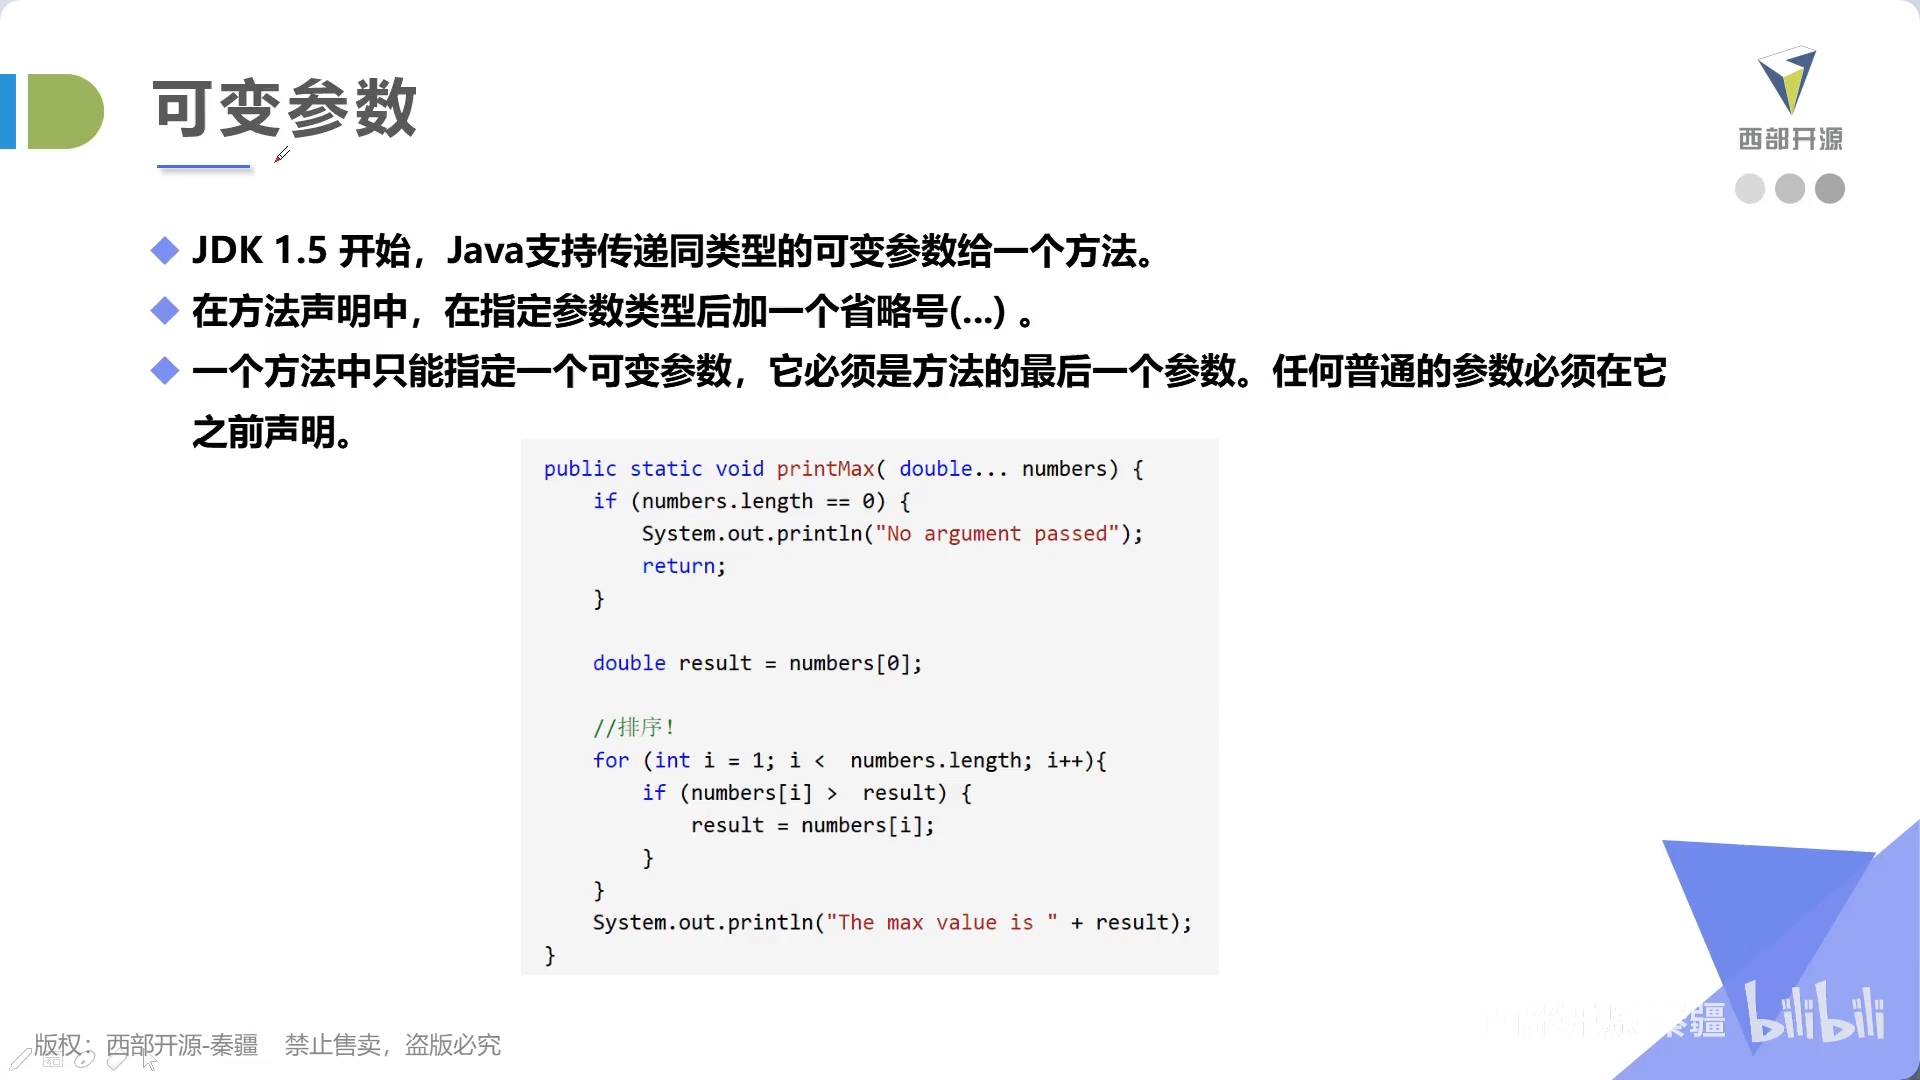 可变参数
西部开源
JDK 1.5 开始，Java支持传递同类型的可变参数给一个方法。
在方法声明中，在指定参数类型后加一个省略号(...) 。
一个方法中只能指定一个可变参数，它必须是方法的最后一个参数。任何普通的参数必须在它
之前声明。
public static void printMax( double... numbers) {
    if (numbers.length == 0) {
        System.out.println("No argument passed");
        return;
    }
    double result = numbers[0];
    //排序！
    for (int i = 1; i <  numbers.length; i++){
        if (numbers[i] >  result) {
            result = numbers[i];
        }
    }
    System.out.println("The max value is " + result);
}
版权：西部开源-秦疆    禁止售卖，盗版必究
疆 bilibili